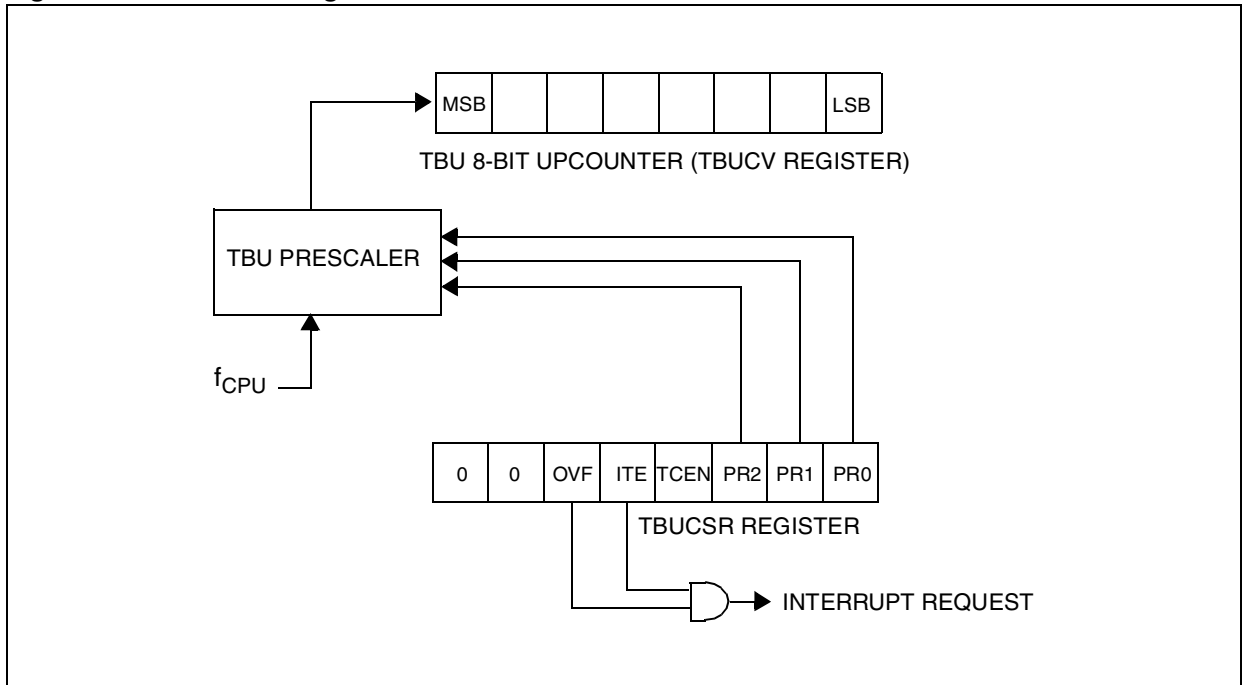 MSB LSB
TBU 8-BIT UPCOUNTER (TBUCV REGISTER)
TBU PRESCALER
fCPU
0 0 OVF ITE TCEN PR2 PR1 PR0
TBUCSR REGISTER
INTERRUPT REQUEST